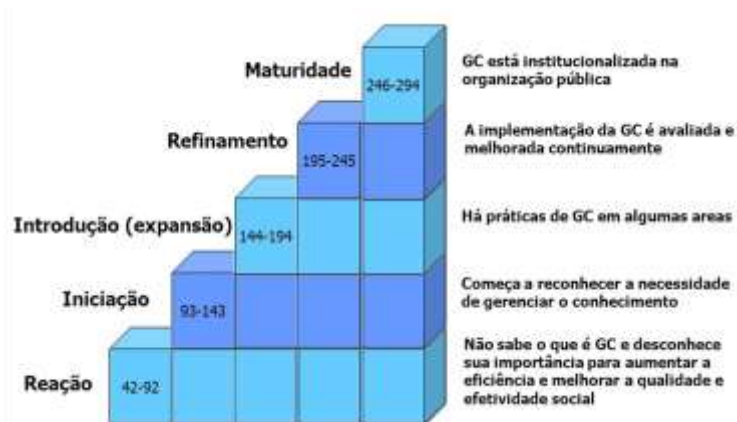 Maturidade
246-294
GC está institucionalizada na
organização pública
Refinamento
195-245
A implementação da GC é avaliada e
melhorada continuamente
Introdução (expansão)
144-194
Há práticas de GC em algumas areas
Iniciação
93-143
Começa a reconhecer a necessidade
de gerenciar o conhecimento
Reação
42-92
Não sabe o que é GC e desconhece
sua importância para aumentar a
eficiência e melhorar a qualidade e
efetividade social